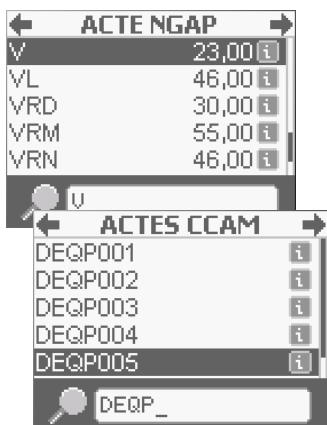 ACTE NGAP
V 23,00
VL 46,00
VRD 30,00
VRM 55,00
VRN 46,00
V
ACTES CCAM
DEQP001
DEQP002
DEQP003
DEQP004
DEQP005
DEQP_